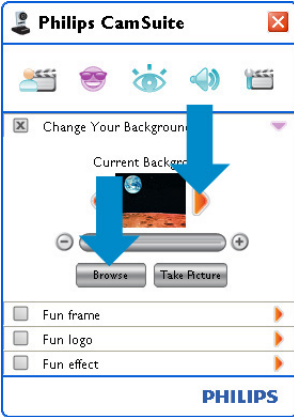 Philips CamSuite
Change Your Background
Current Backgro
Browse Take Picture
Fun frame
Fun logo
Fun effect
PHILIPS